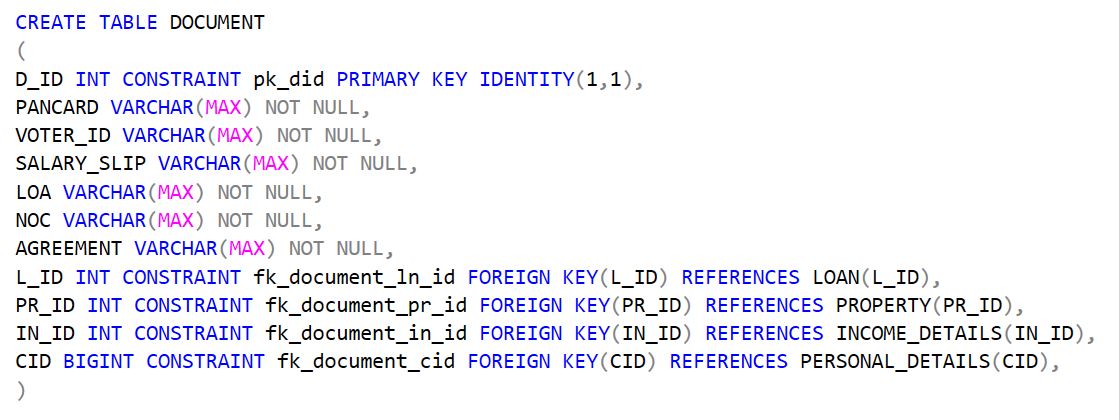 CREATE TABLE DOCUMENT
(
D_ID INT CONSTRAINT pk_did PRIMARY KEY IDENTITY(1,1),
PANCARD VARCHAR(MAX) NOT NULL,
VOTER_ID VARCHAR(MAX) NOT NULL,
SALARY_SLIP VARCHAR(MAX) NOT NULL,
LOA VARCHAR(MAX) NOT NULL,
NOC VARCHAR(MAX) NOT NULL,
AGREEMENT VARCHAR(MAX) NOT NULL,
L_ID INT CONSTRAINT fk_document_ln_id FOREIGN KEY(L_ID) REFERENCES LOAN(L_ID),
PR_ID INT CONSTRAINT fk_document_pr_id FOREIGN KEY(PR_ID) REFERENCES PROPERTY(PR_ID),
IN_ID INT CONSTRAINT fk_document_in_id FOREIGN KEY(IN_ID) REFERENCES INCOME_DETAILS(IN_ID),
CID BIGINT CONSTRAINT fk_document_cid FOREIGN KEY(CID) REFERENCES PERSONAL_DETAILS(CID),
)